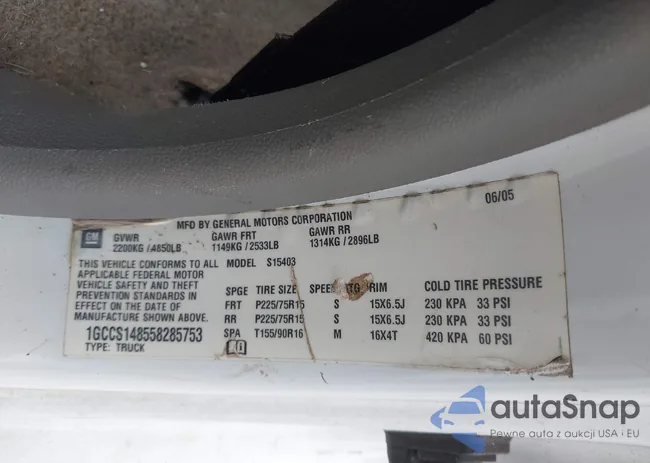 06/05
MFD BY GENERAL MOTORS CORPORATION
GM GVWR GAWR FRT GAWR RR
2200KG /4850LB 1149KG /2533LB 1314KG /2896LB
THIS VEHICLE CONFORMS TO ALL MODEL S15403
APPLICABLE FEDERAL MOTOR
VEHICLE SAFETY AND THEFT
PREVENTION STANDARDS IN
EFFECT ON THE DATE OF
MANUFACTURE SHOWN ABOVE.
1GCCS148558285753
TYPE: TRUCK
SPGE TIRE SIZE SPEED RTG RIM COLD TIRE PRESSURE
FRT P225/75R15 S 15X6.5J 230 KPA 33 PSI
RR P225/75R15 S 15X6.5J 230 KPA 33 PSI
SPA T155/90R16 M 16X4T 420 KPA 60 PSI
autaSnap
Pewne auta z aukcji USA i EU